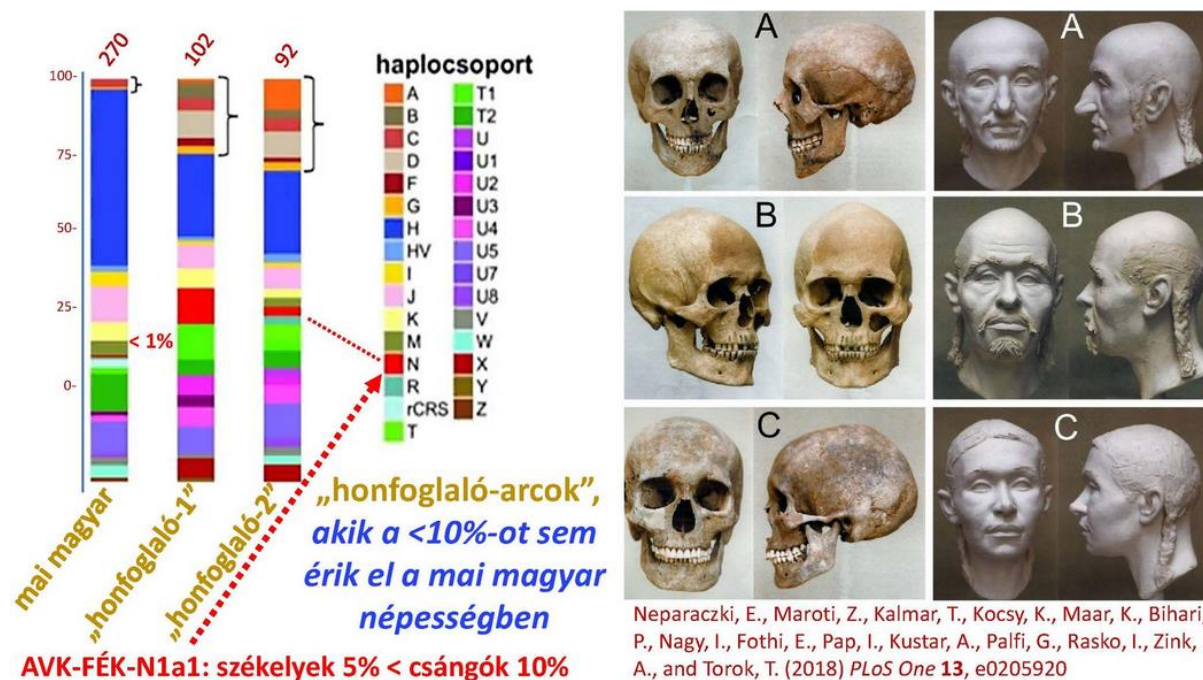 270
102
92
100-
75-
50-
25-
0-
< 1%
mai magyar
„honfoglaló-1”
„honfoglaló-2”
haplocsoport
A
B
C
D
F
G
H
HV
I
J
K
M
N
R
rCRS
T
T1
T2
U
U1
U2
U3
U4
U5
U7
U8
V
W
X
Y
Z
„honfoglaló-arcok”,
akik a <10%-ot sem
érik el a mai magyar
népességben
AVK-FÉK-N1a1: székelyek 5% < csángók 10%
A
A
B
B
C
C
Neparaczki, E., Maroti, Z., Kalmar, T., Kocsy, K., Maar, K., Bihari,
P., Nagy, I., Fothi, E., Pap, I., Kustar, A., Palfi, G., Rasko, I., Zink,
A., and Torok, T. (2018) PLoS One 13, e0205920